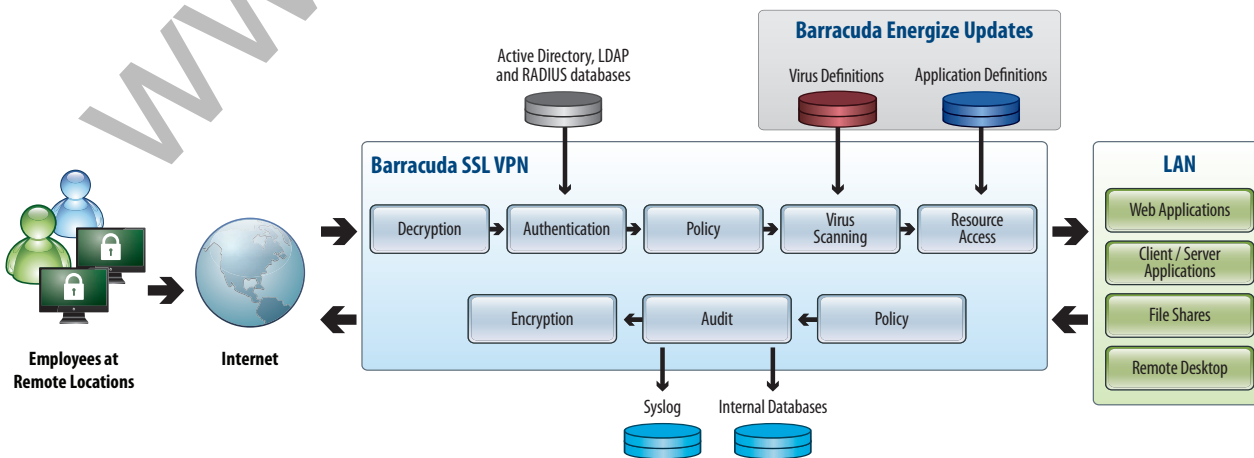 WW
Barracuda Energize Updates
Active Directory, LDAP
and RADIUS databases
Virus Definitions
Application Definitions
Barracuda SSL VPN
LAN
Decryption
Authentication
Policy
Virus
Scanning
Resource
Access
Web Applications
Client / Server
Applications
Encryption
Audit
Policy
File Shares
Remote Desktop
Employees at
Remote Locations
Internet
Syslog
Internal Databases